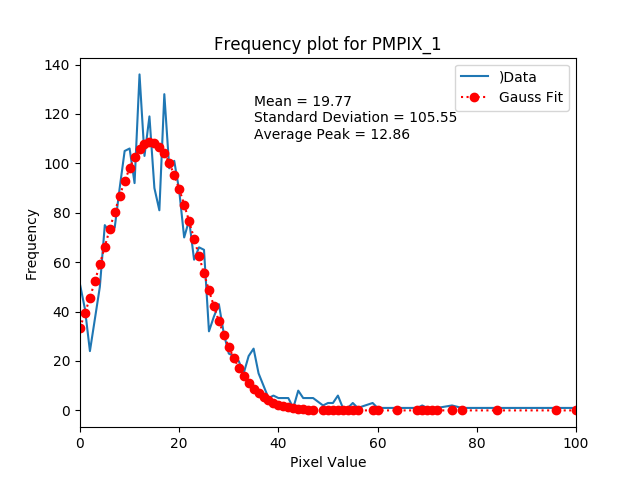 Frequency plot for PMPIX_1
)Data
Gauss Fit
Mean = 19.77
Standard Deviation = 105.55
Average Peak = 12.86
140
120
100
80
60
40
20
0
Frequency
0 20 40 60 80 100
Pixel Value